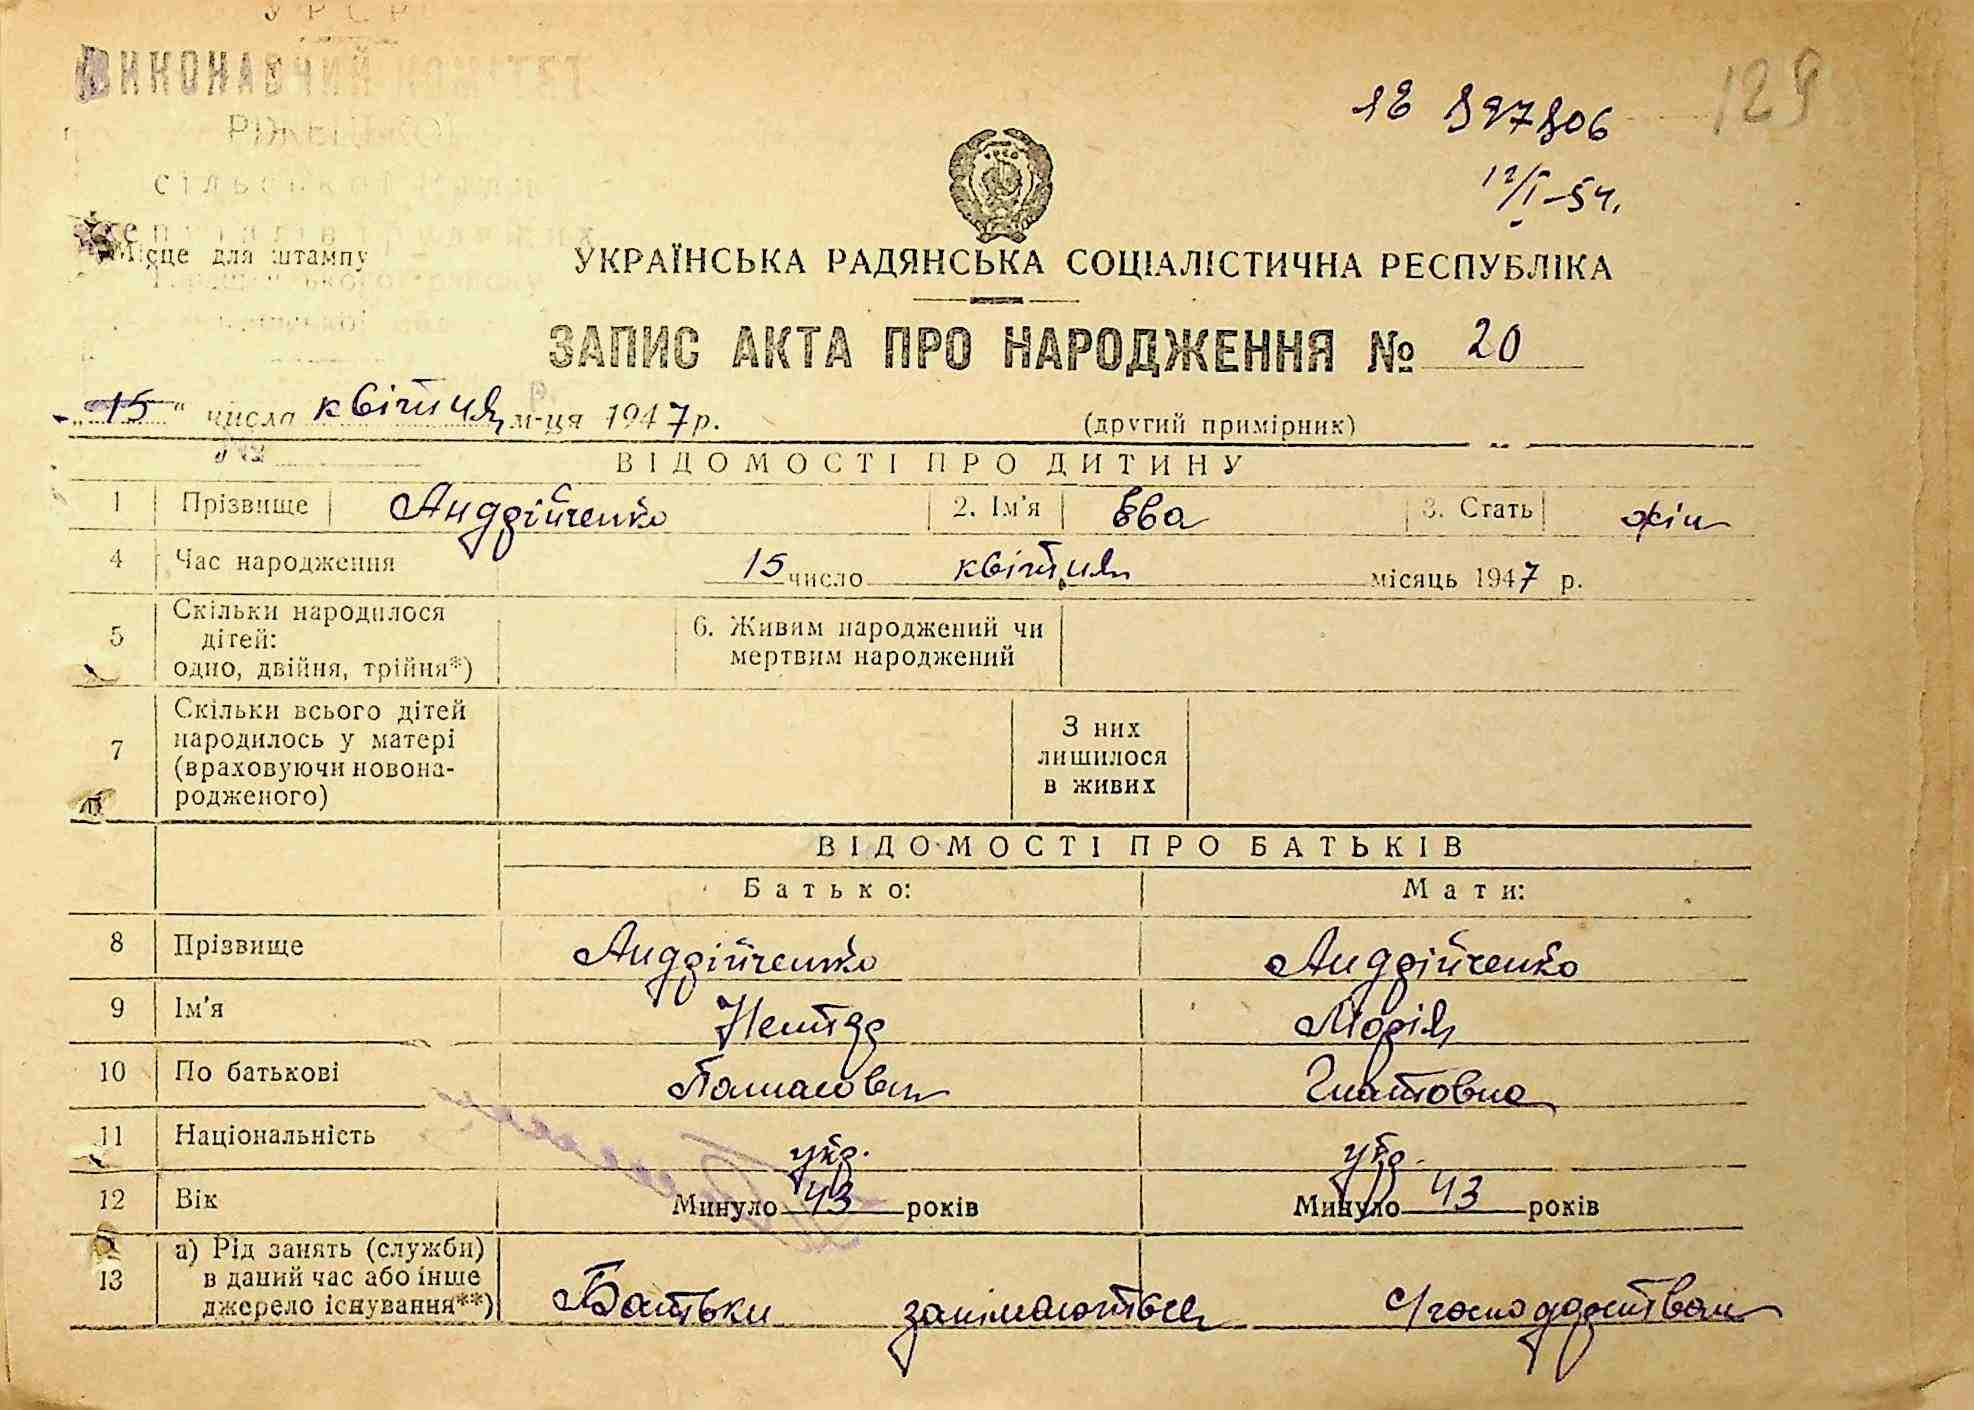 УРСР
ВИКОНАВЧИЙ КОМІТЕТ
129
Місце для штампу
12/I-54.
УКРАЇНСЬКА РАДЯНСЬКА СОЦІАЛІСТИЧНА РЕСПУБЛІКА
ЗАПИС АКТА ПРО НАРОДЖЕННЯ № 20
„15“ числа квітня м-ця 1947 р. (другий примірник)
ВІДОМОСТІ ПРО ДИТИНУ
1 Прізвище Андрійченко 2. Ім'я Єва 3. Стать жін
4 Час народження 15 число квітня місяць 1947 р.
5 Скільки народилося дітей: одно, двійня, трійня*) 6. Живим народжений чи мертвим народжений
7 Скільки всього дітей народилось у матері (враховуючи новонародженого) З них лишилося в живих
ВІДОМОСТІ ПРО БАТЬКІВ
Батько: Мати:
8 Прізвище Андрійченко Андрійченко
9 Ім'я Нестяр Марія
10 По батькові Панасович Гнатовна
11 Національність укр. укр.
12 Вік Минуло 43 років Минуло 43 років
13 а) Рід занять (служби) в даний час або інше джерело існування**) Батьки занімаються с/господарством